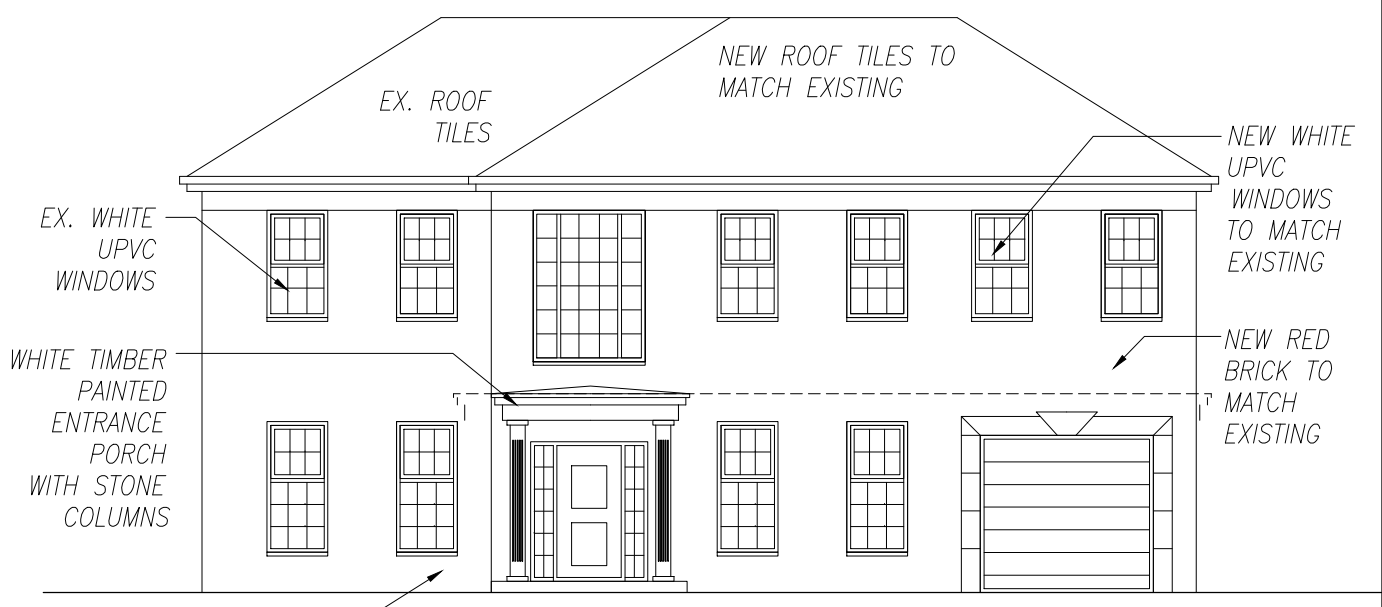 NEW ROOF TILES TO
MATCH EXISTING
EX. ROOF
TILES
NEW WHITE
UPVC
WINDOWS
TO MATCH
EXISTING
EX. WHITE
UPVC
WINDOWS
NEW RED
BRICK TO
MATCH
EXISTING
WHITE TIMBER
PAINTED
ENTRANCE
PORCH
WITH STONE
COLUMNS